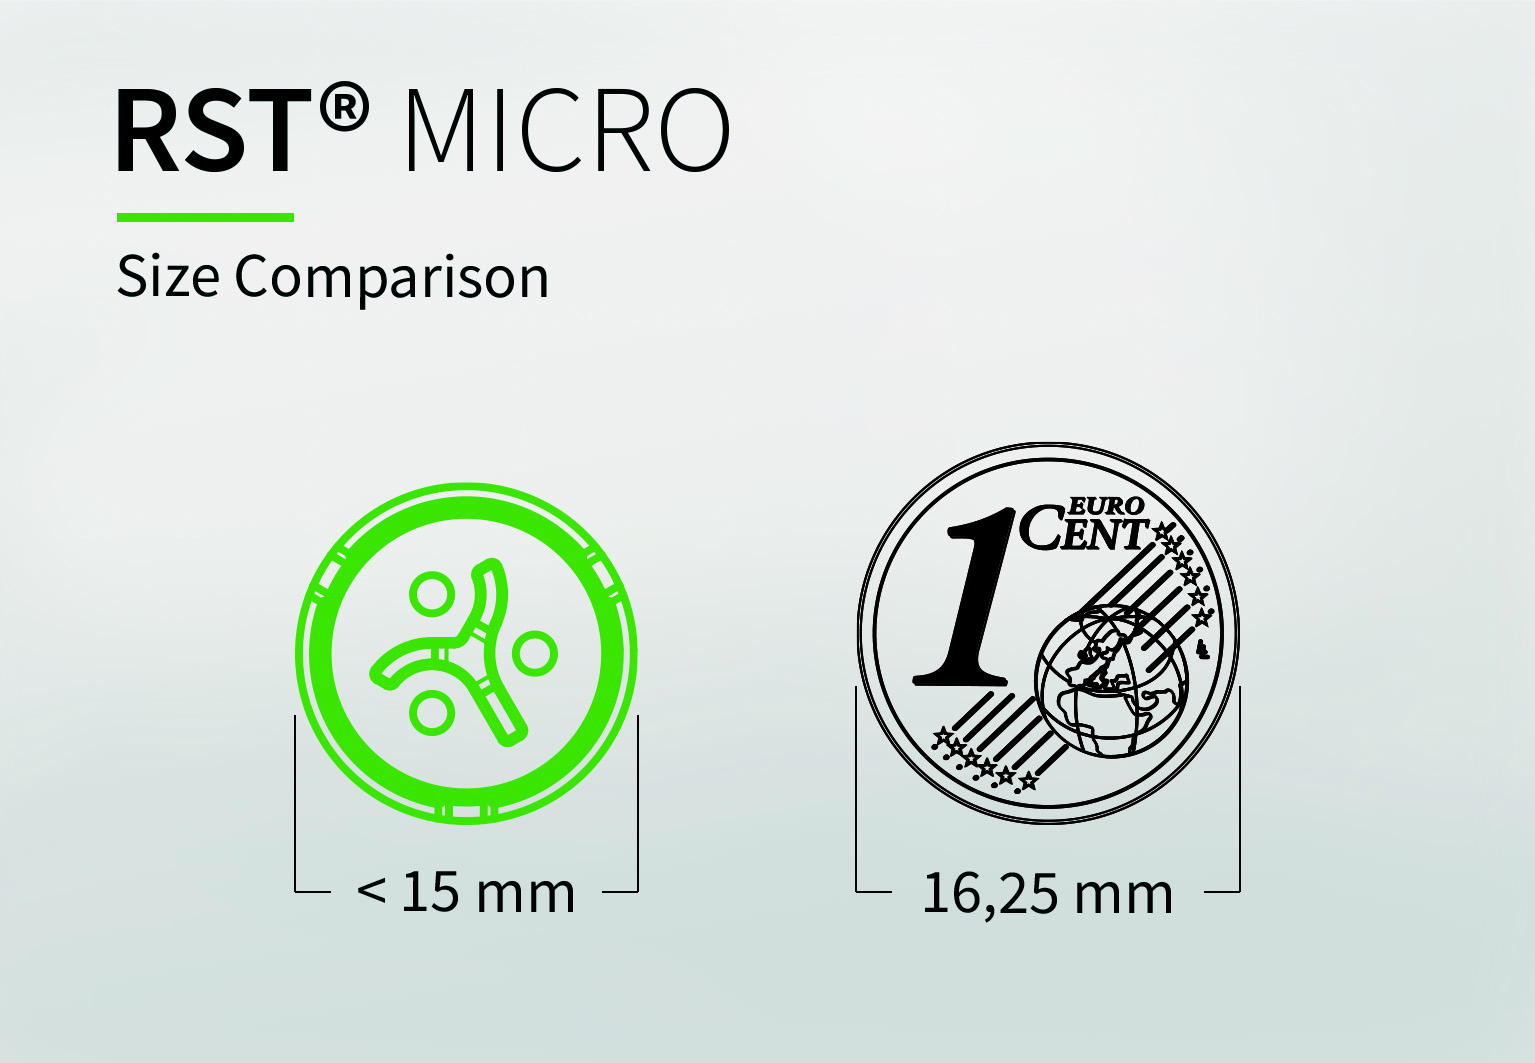 RST® MICRO
Size Comparison
1 EURO
CENT
< 15 mm
16,25 mm